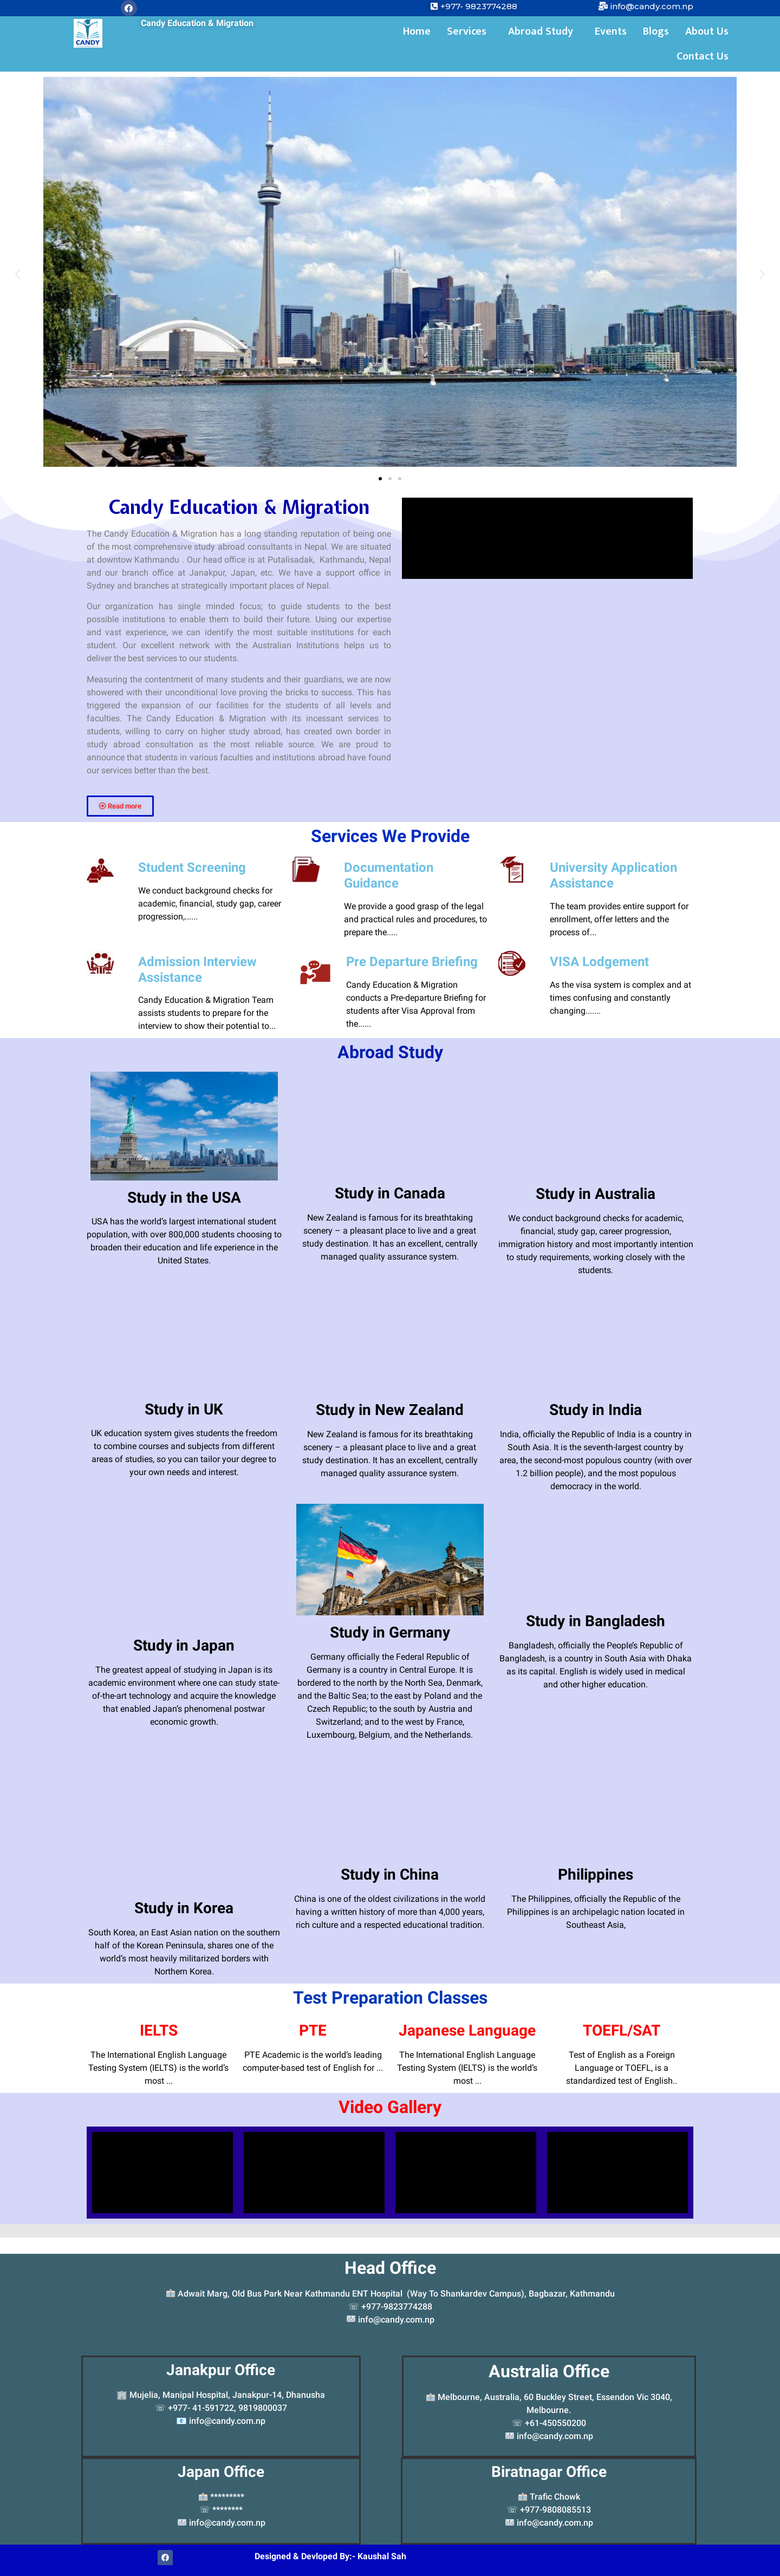 +977- 9823774288
info@candy.com.np
CANDY
Candy Education & Migration
Home Services Abroad Study Events Blogs About Us
Contact Us
Candy Education & Migration
The Candy Education & Migration has a long standing reputation of being one
of the most comprehensive study abroad consultants in Nepal. We are situated
at downtow Kathmandu . Our head office is at Putalisadak, Kathmandu, Nepal
and our branch office at Janakpur, Japan, etc. We have a support office in
Sydney and branches at strategically important places of Nepal.
Our organization has single minded focus; to guide students to the best
possible institutions to enable them to build their future. Using our expertise
and vast experience, we can identify the most suitable institutions for each
student. Our excellent network with the Australian Institutions helps us to
deliver the best services to our students.
Measuring the contentment of many students and their guardians, we are now
showered with their unconditional love proving the bricks to success. This has
triggered the expansion of our facilities for the students of all levels and
faculties. The Candy Education & Migration with its incessant services to
students, willing to carry on higher study abroad, has created own border in
study abroad consultation as the most reliable source. We are proud to
announce that students in various faculties and institutions abroad have found
our services better than the best.
Read more
Services We Provide
Student Screening
We conduct background checks for
academic, financial, study gap, career
progression,......
Documentation
Guidance
We provide a good grasp of the legal
and practical rules and procedures, to
prepare the.....
University Application
Assistance
The team provides entire support for
enrollment, offer letters and the
process of...
Admission Interview
Assistance
Candy Education & Migration Team
assists students to prepare for the
interview to show their potential to...
Pre Departure Briefing
Candy Education & Migration
conducts a Pre-departure Briefing for
students after Visa Approval from
the......
VISA Lodgement
As the visa system is complex and at
times confusing and constantly
changing.......
Abroad Study
Study in the USA
USA has the world's largest international student
population, with over 800,000 students choosing to
broaden their education and life experience in the
United States.
Study in Canada
New Zealand is famous for its breathtaking
scenery – a pleasant place to live and a great
study destination. It has an excellent, centrally
managed quality assurance system.
Study in Australia
We conduct background checks for academic,
financial, study gap, career progression,
immigration history and most importantly intention
to study requirements, working closely with the
students.
Study in UK
UK education system gives students the freedom
to combine courses and subjects from different
areas of studies, so you can tailor your degree to
your own needs and interest.
Study in New Zealand
New Zealand is famous for its breathtaking
scenery – a pleasant place to live and a great
study destination. It has an excellent, centrally
managed quality assurance system.
Study in India
India, officially the Republic of India is a country in
South Asia. It is the seventh-largest country by
area, the second-most populous country (with over
1.2 billion people), and the most populous
democracy in the world.
Study in Japan
The greatest appeal of studying in Japan is its
academic environment where one can study state-
of-the-art technology and acquire the knowledge
that enabled Japan's phenomenal postwar
economic growth.
Study in Germany
Germany officially the Federal Republic of
Germany is a country in Central Europe. It is
bordered to the north by the North Sea, Denmark,
and the Baltic Sea; to the east by Poland and the
Czech Republic; to the south by Austria and
Switzerland; and to the west by France,
Luxembourg, Belgium, and the Netherlands.
Study in Bangladesh
Bangladesh, officially the People's Republic of
Bangladesh, is a country in South Asia with Dhaka
as its capital. English is widely used in medical
and other higher education.
Study in Korea
South Korea, an East Asian nation on the southern
half of the Korean Peninsula, shares one of the
world's most heavily militarized borders with
Northern Korea.
Study in China
China is one of the oldest civilizations in the world
having a written history of more than 4,000 years,
rich culture and a respected educational tradition.
Philippines
The Philippines, officially the Republic of the
Philippines is an archipelagic nation located in
Southeast Asia,
Test Preparation Classes
IELTS
The International English Language
Testing System (IELTS) is the world's
most ...
PTE
PTE Academic is the world's leading
computer-based test of English for ...
Japanese Language
The International English Language
Testing System (IELTS) is the world's
most ...
TOEFL/SAT
Test of English as a Foreign
Language or TOEFL, is a
standardized test of English..
Video Gallery
Head Office
Adwait Marg, Old Bus Park Near Kathmandu ENT Hospital (Way To Shankardev Campus), Bagbazar, Kathmandu
☏ +977-9823774288
info@candy.com.np
Janakpur Office
Mujelia, Manipal Hospital, Janakpur-14, Dhanusha
☏ +977- 41-591722, 9819800037
info@candy.com.np
Australia Office
Melbourne, Australia, 60 Buckley Street, Essendon Vic 3040,
Melbourne.
☏ +61-450550200
info@candy.com.np
Japan Office
*********
☏ ********
info@candy.com.np
Biratnagar Office
Trafic Chowk
☏ +977-9808085513
info@candy.com.np
Designed & Devloped By:- Kaushal Sah